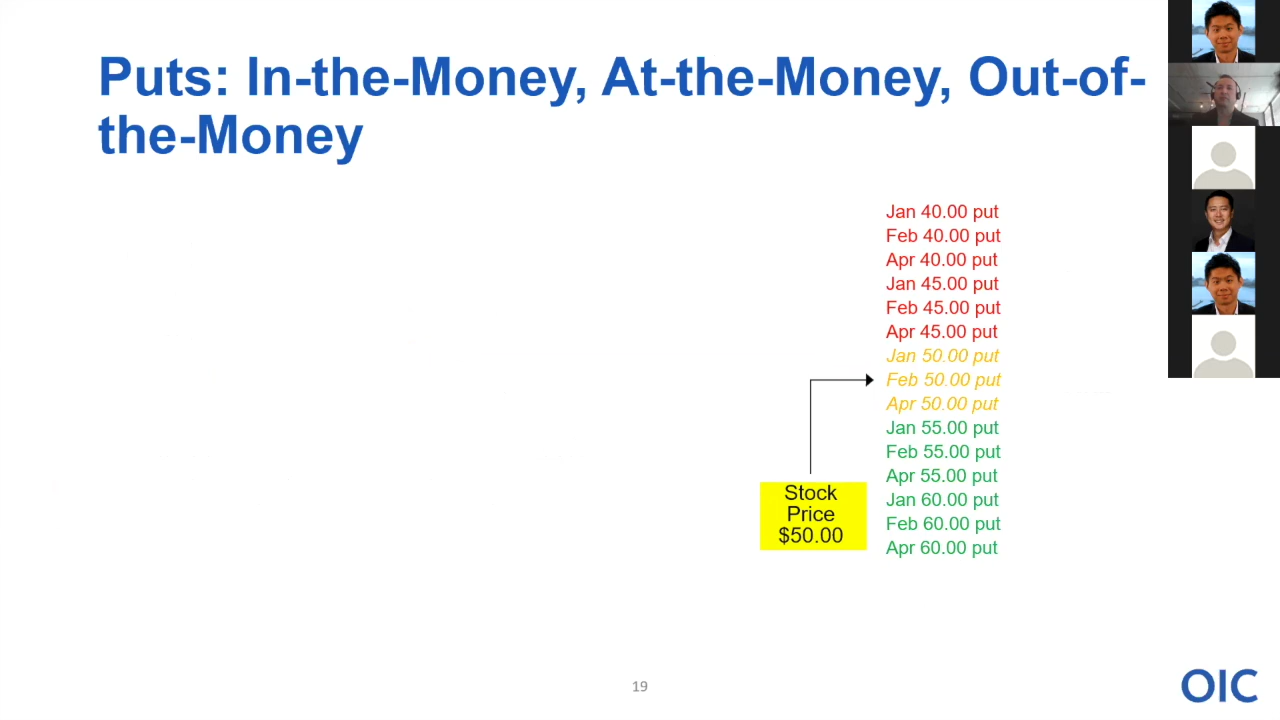 Puts: In-the-Money, At-the-Money, Out-of-
the-Money
Jan 40.00 put
Feb 40.00 put
Apr 40.00 put
Jan 45.00 put
Feb 45.00 put
Apr 45.00 put
Jan 50.00 put
Feb 50.00 put
Apr 50.00 put
Jan 55.00 put
Feb 55.00 put
Apr 55.00 put
Jan 60.00 put
Feb 60.00 put
Apr 60.00 put
Stock
Price
$50.00
19
OIC